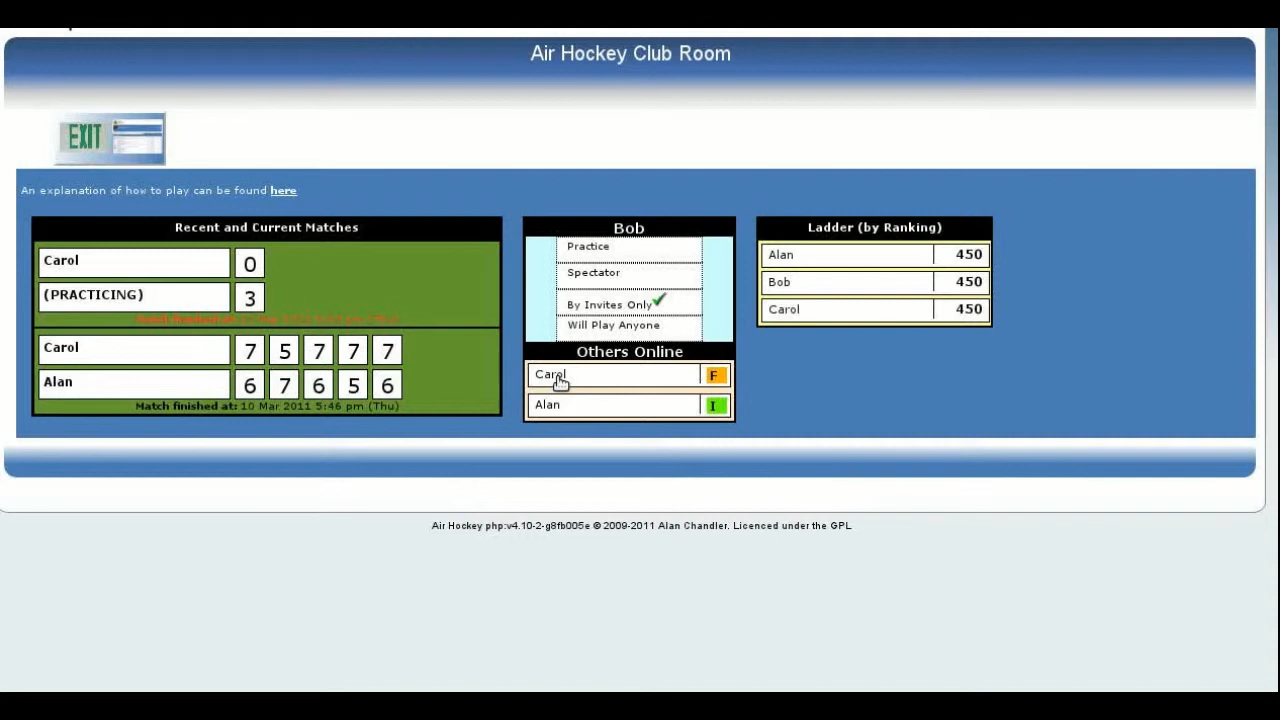 Air Hockey Club Room
EXIT
An explanation of how to play can be found here
Recent and Current Matches
Carol 0
(PRACTICING) 3
Carol 7 5 7 7 7
Alan 6 7 6 5 6
Match finished at: 10 Mar 2011 5:46 pm (Thu)
Bob
Practice
Spectator
By Invites Only
Will Play Anyone
Others Online
Carol F
Alan I
Ladder (by Ranking)
Alan 450
Bob 450
Carol 450
Air Hockey php:v4.10-2-g8fb005e © 2009-2011 Alan Chandler. Licenced under the GPL